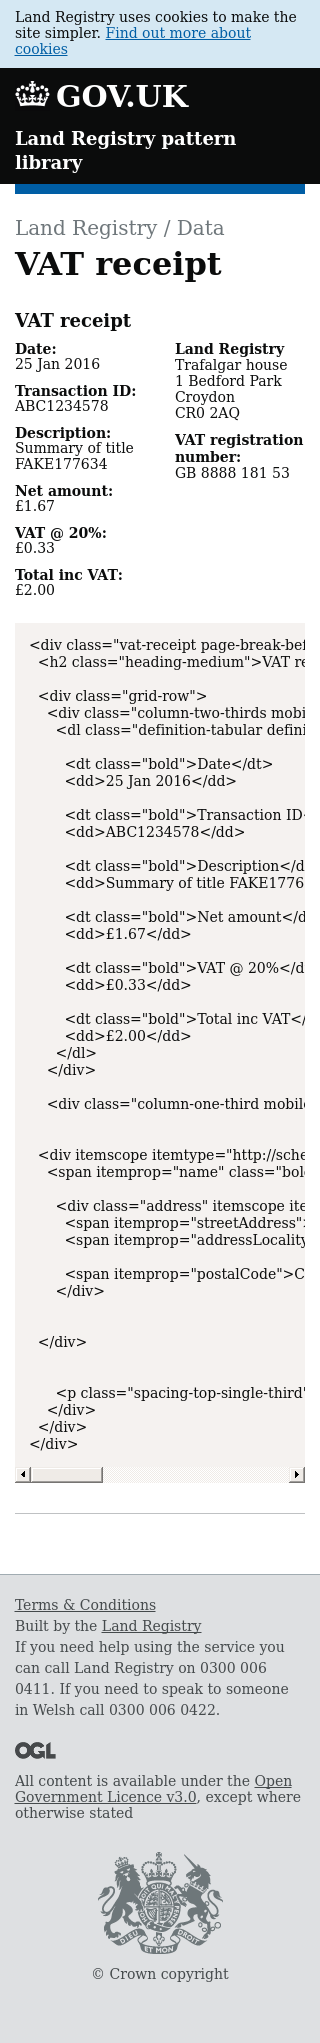 Land Registry uses cookies to make the
site simpler. Find out more about
cookies
GOV.UK
Land Registry pattern
library
Land Registry / Data
VAT receipt
VAT receipt
Date:
25 Jan 2016
Transaction ID:
ABC1234578
Description:
Summary of title
FAKE177634
Net amount:
£1.67
VAT @ 20%:
£0.33
Total inc VAT:
£2.00
Land Registry
Trafalgar house
1 Bedford Park
Croydon
CR0 2AQ
VAT registration
number:
GB 8888 181 53
<div class="vat-receipt page-break-bef
<h2 class="heading-medium">VAT re
<div class="grid-row">
<div class="column-two-thirds mobi
<dl class="definition-tabular defini
<dt class="bold">Date</dt>
<dd>25 Jan 2016</dd>
<dt class="bold">Transaction ID<
<dd>ABC1234578</dd>
<dt class="bold">Description</d
<dd>Summary of title FAKE1776
<dt class="bold">Net amount</d
<dd>£1.67</dd>
<dt class="bold">VAT @ 20%</d
<dd>£0.33</dd>
<dt class="bold">Total inc VAT</
<dd>£2.00</dd>
</dl>
</div>
<div class="column-one-third mobile
<div itemscope itemtype="http://sche
<span itemprop="name" class="bol
<div class="address" itemscope ite
<span itemprop="streetAddress">
<span itemprop="addressLocality
<span itemprop="postalCode">C
</div>
</div>
<p class="spacing-top-single-third"
</div>
</div>
</div>
Terms & Conditions
Built by the Land Registry
If you need help using the service you
can call Land Registry on 0300 006
0411. If you need to speak to someone
in Welsh call 0300 006 0422.
OGL
All content is available under the Open
Government Licence v3.0, except where
otherwise stated
DIEU ET MON DROIT
© Crown copyright